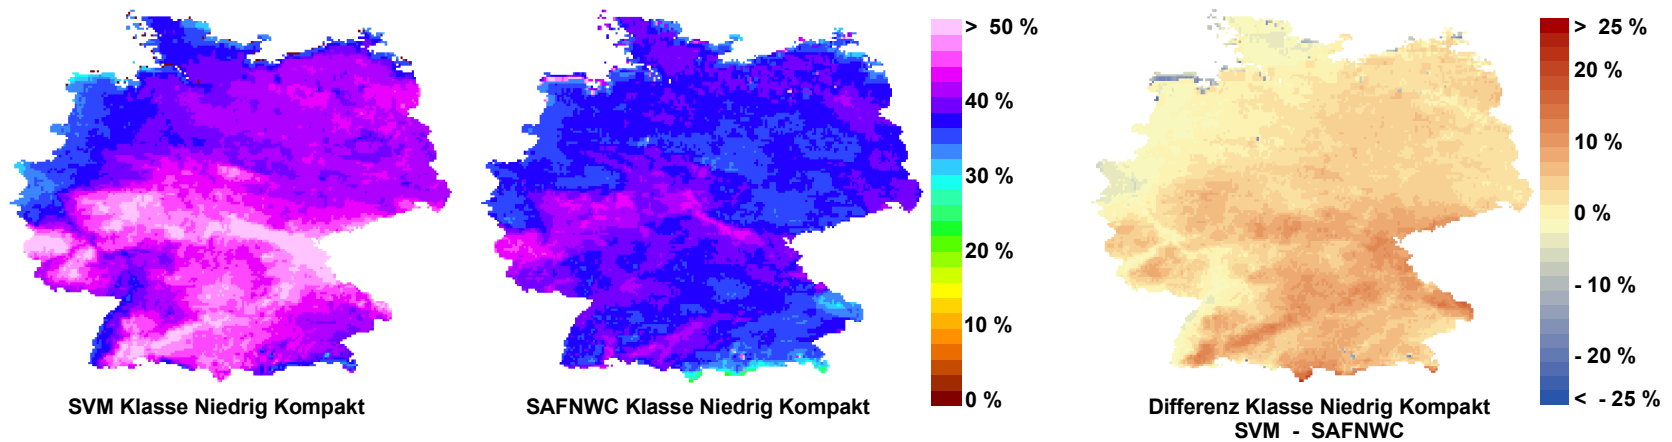 > 50 %
40 %
30 %
20 %
10 %
0 %
> 25 %
20 %
10 %
0 %
- 10 %
- 20 %
< - 25 %
SVM Klasse Niedrig Kompakt
SAFNWC Klasse Niedrig Kompakt
Differenz Klasse Niedrig Kompakt
SVM - SAFNWC